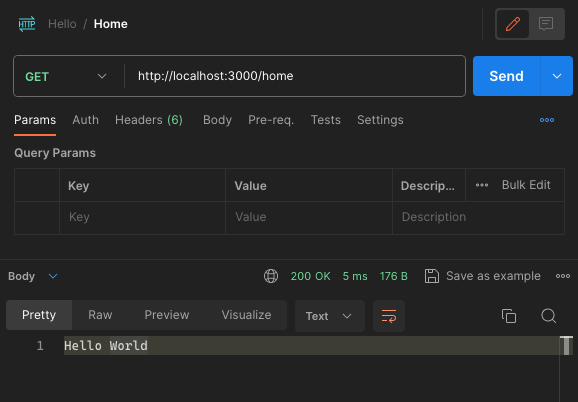 HTTP Hello / Home
GET http://localhost:3000/home Send
Params Auth Headers (6) Body Pre-req. Tests Settings
Query Params
Key Value Descrip... Bulk Edit
Key Value Description
Body 200 OK 5 ms 176 B Save as example
Pretty Raw Preview Visualize Text
1 Hello World